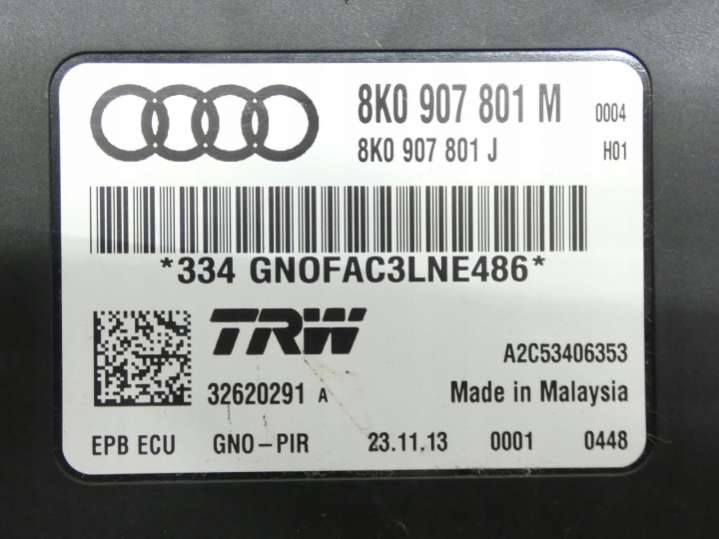 8K0 907 801 M 0004
8K0 907 801 J H01
*334 GNOFAC3LNE486*
TRW
A2C53406353
32620291 A Made in Malaysia
EPB ECU GNO-PIR 23.11.13 0001 0448